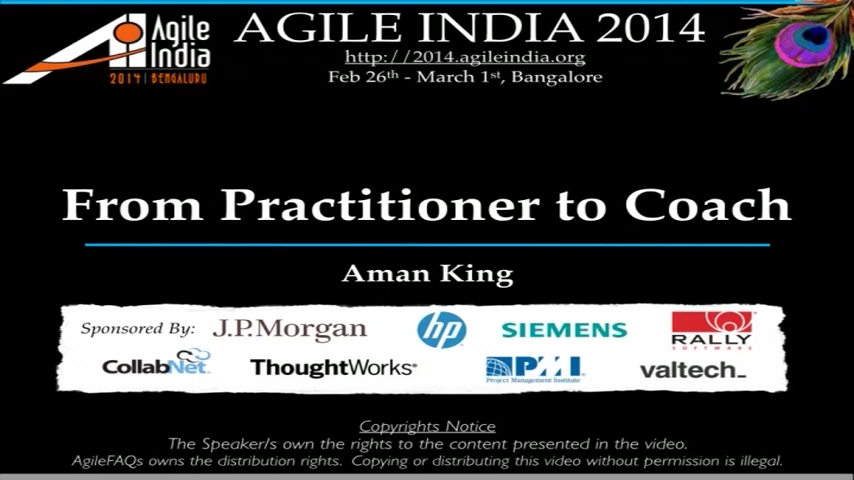 Agile
India
2014 | BENGALURU
AGILE INDIA 2014
http://2014.agileindia.org
Feb 26th - March 1st, Bangalore
From Practitioner to Coach
Aman King
Sponsored By: J.P.Morgan hp SIEMENS RALLY SOFTWARE
CollabNet ThoughtWorks PMI Project Management Institute valtech_
Copyrights Notice
The Speaker/s own the rights to the content presented in the video.
AgileFAQs owns the distribution rights. Copying or distributing this video without permission is illegal.